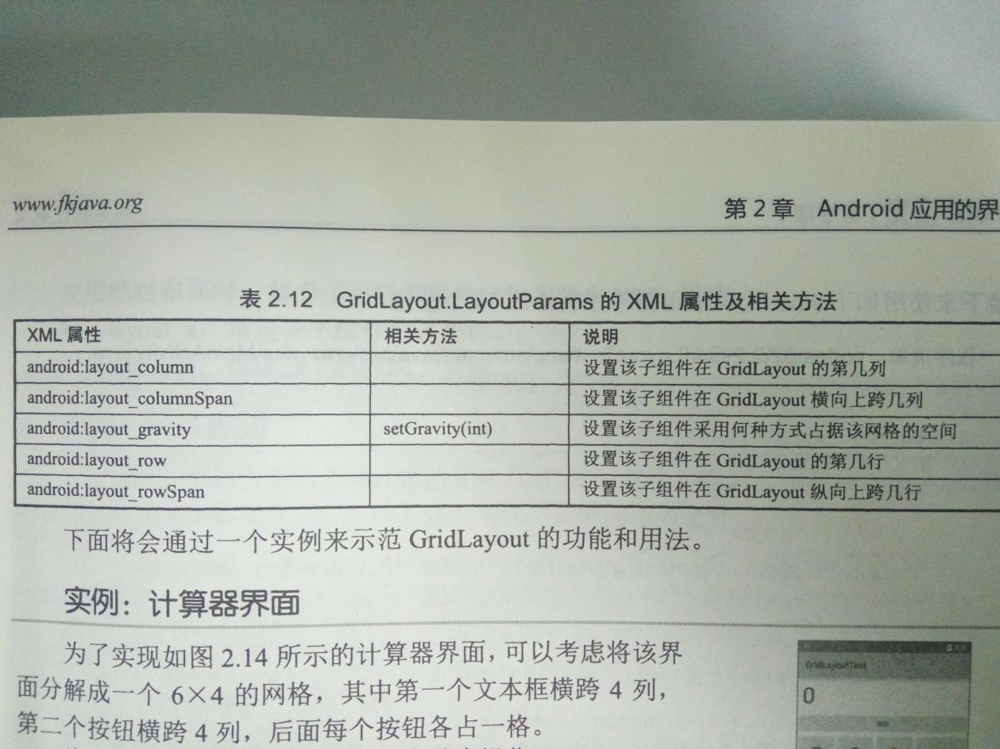 www.fkjava.org
第 2 章 Android 应用的界
表 2.12 GridLayout.LayoutParams 的 XML 属性及相关方法
XML 属性 相关方法 说明
android:layout_column 设置该子组件在 GridLayout 的第几列
android:layout_columnSpan 设置该子组件在 GridLayout 横向上跨几列
android:layout_gravity setGravity(int) 设置该子组件采用何种方式占据该网格的空间
android:layout_row 设置该子组件在 GridLayout 的第几行
android:layout_rowSpan 设置该子组件在 GridLayout 纵向上跨几行
下面将会通过一个实例来示范 GridLayout 的功能和用法。
实例：计算器界面
为了实现如图 2.14 所示的计算器界面，可以考虑将该界
面分解成一个 6×4 的网格，其中第一个文本框横跨 4 列，
第二个按钮横跨 4 列，后面每个按钮各占一格。
GridLayoutTest
0